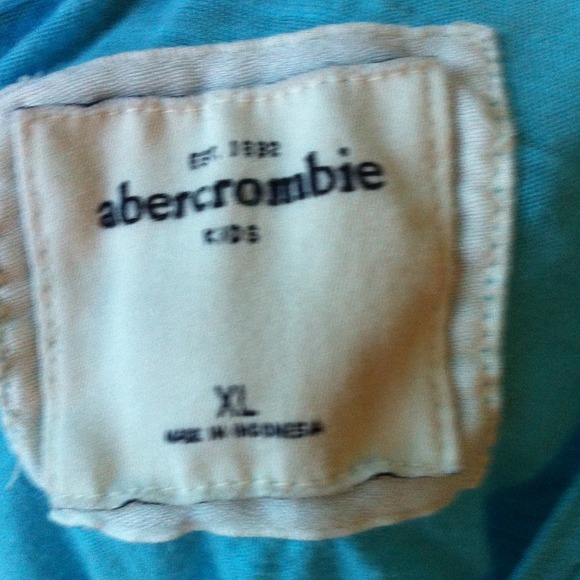 EST. 1892
abercrombie
KIDS
XL
MADE IN INDONESIA